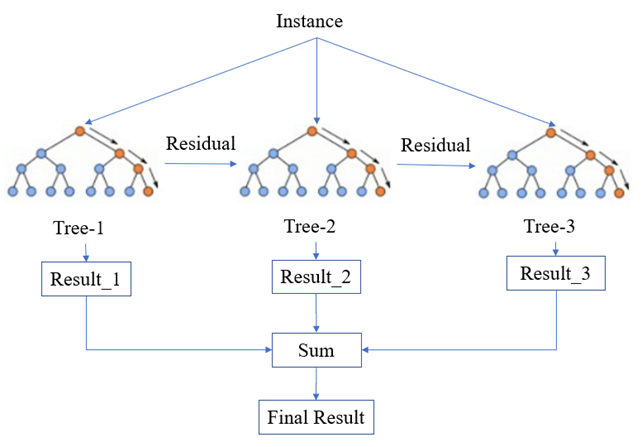 Instance
Residual
Residual
Tree-1
Tree-2
Tree-3
Result_1
Result_2
Result_3
Sum
Final Result